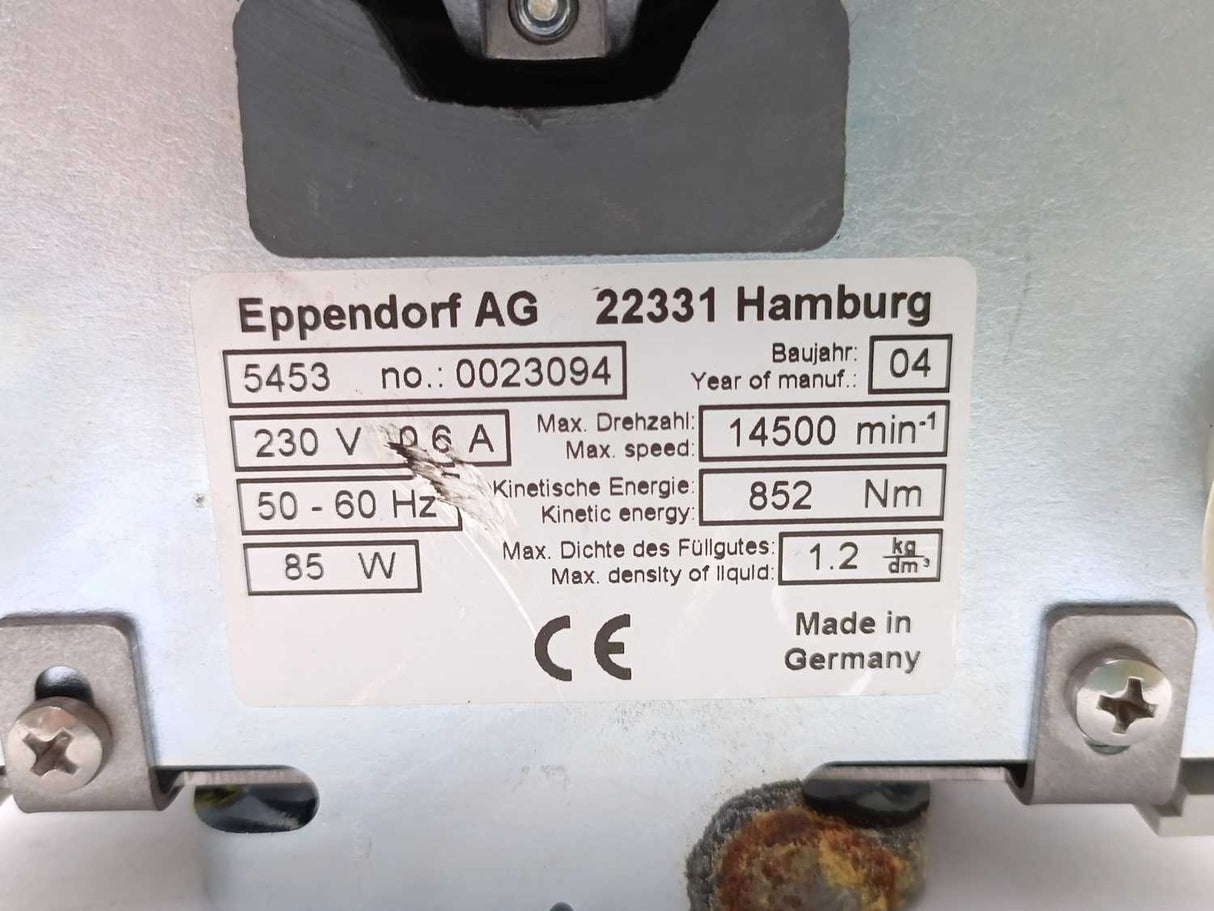 Eppendorf AG 22331 Hamburg
5453 no.: 0023094
Baujahr: 
Year of manuf.: 04
230 V 0.6 A
Max. Drehzahl:
Max. speed: 14500 min⁻¹
50 - 60 Hz
Kinetische Energie:
Kinetic energy: 852 Nm
85 W
Max. Dichte des Füllgutes:
Max. density of liquid: 1.2 kg/dm³
CE
Made in
Germany